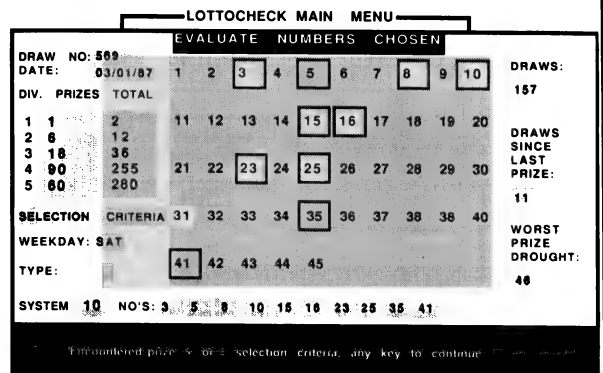 LOTTOCHECK MAIN MENU
EVALUATE NUMBERS CHOSEN
DRAW NO: 569
DATE: 03/01/87
DIV. PRIZES TOTAL
1 1 2
2 6 12
3 18 36
4 90 255
5 60 280
SELECTION CRITERIA
WEEKDAY: SAT
TYPE:
1 2 3 4 5 6 7 8 9 10
11 12 13 14 15 16 17 18 19 20
21 22 23 24 25 26 27 28 29 30
31 32 33 34 35 36 37 38 38 40
41 42 43 44 45
DRAWS:
157
DRAWS
SINCE
LAST
PRIZE:
11
WORST
PRIZE
DROUGHT:
46
SYSTEM 10 NO'S: 3 5 8 10 15 16 23 25 35 41
Encountered prize selection criteria, any key to continue